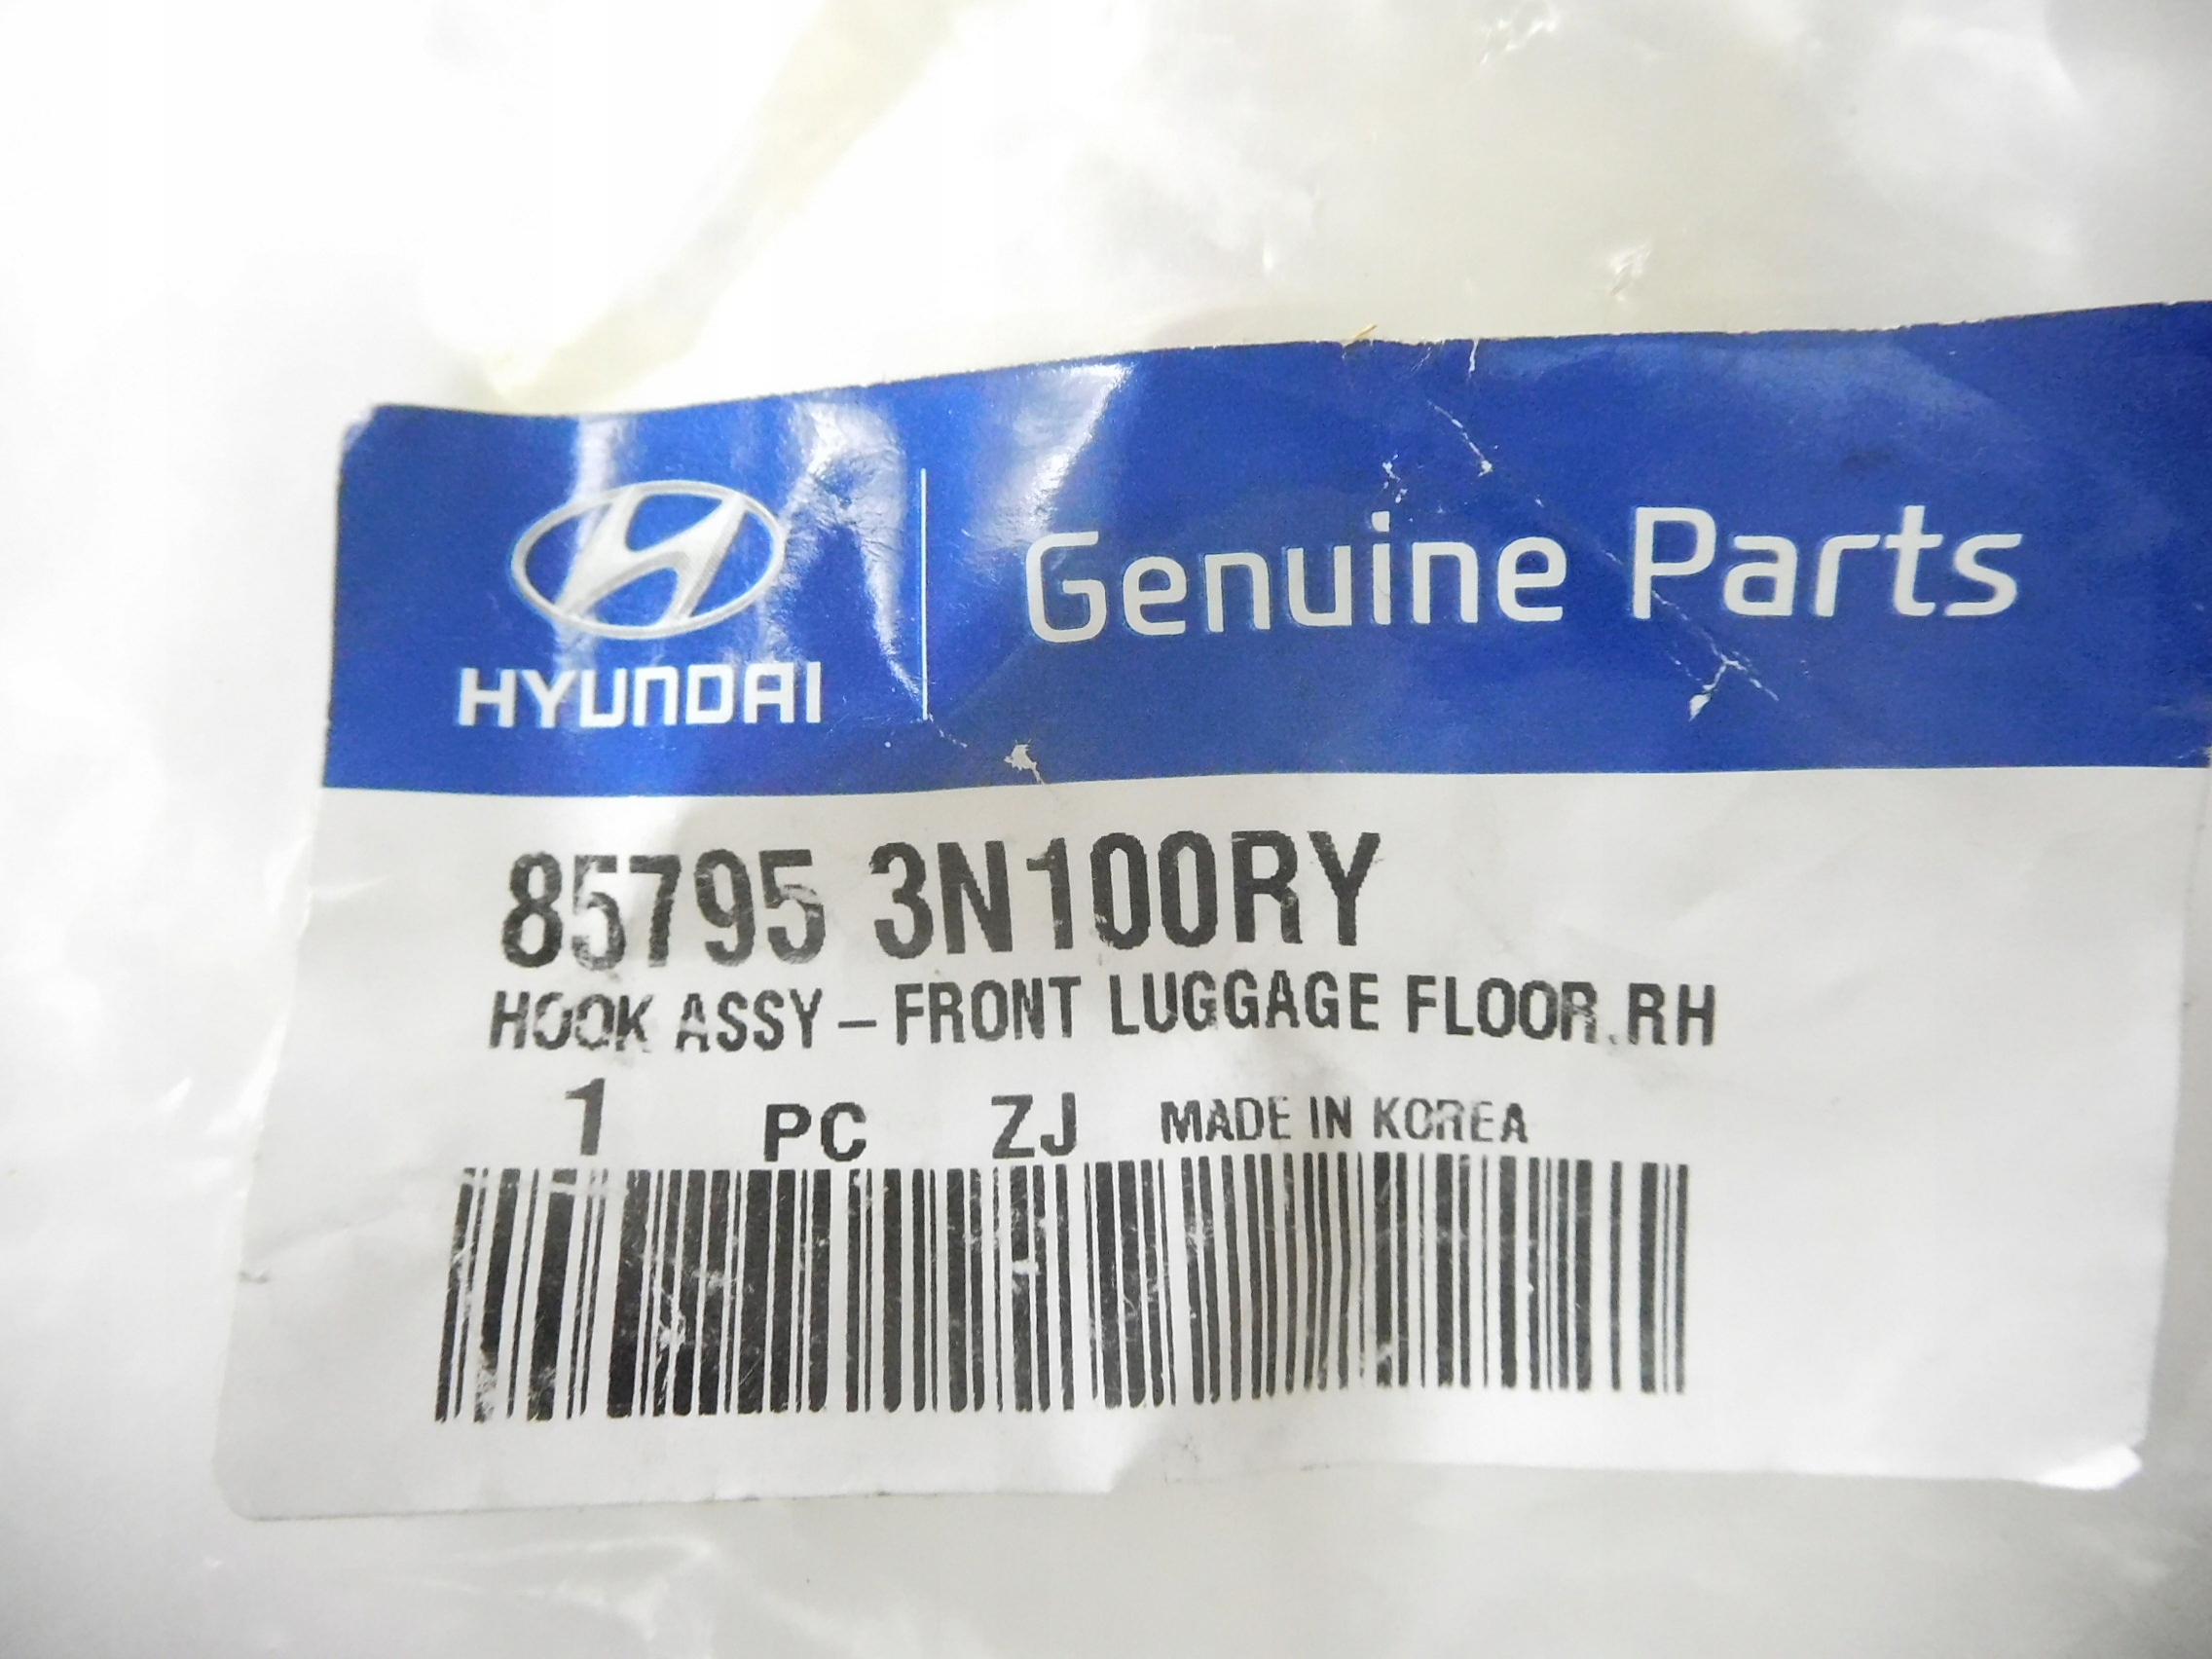 HYUNDAI
Genuine Parts
85795 3N100RY
HOOK ASSY-FRONT LUGGAGE FLOOR.RH
1 PC ZJ MADE IN KOREA